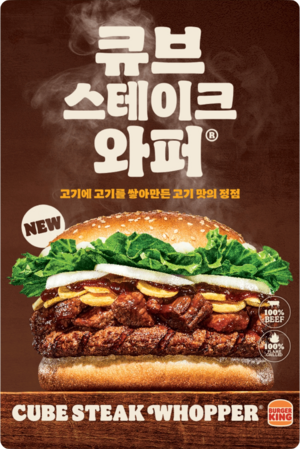 큐브
스테이크
와퍼®
고기에 고기를 쌓아만든 고기 맛의 정점
NEW
100%
BEEF
100%
FLAME
GRILLED
CUBE STEAK WHOPPER®
BURGER
KING